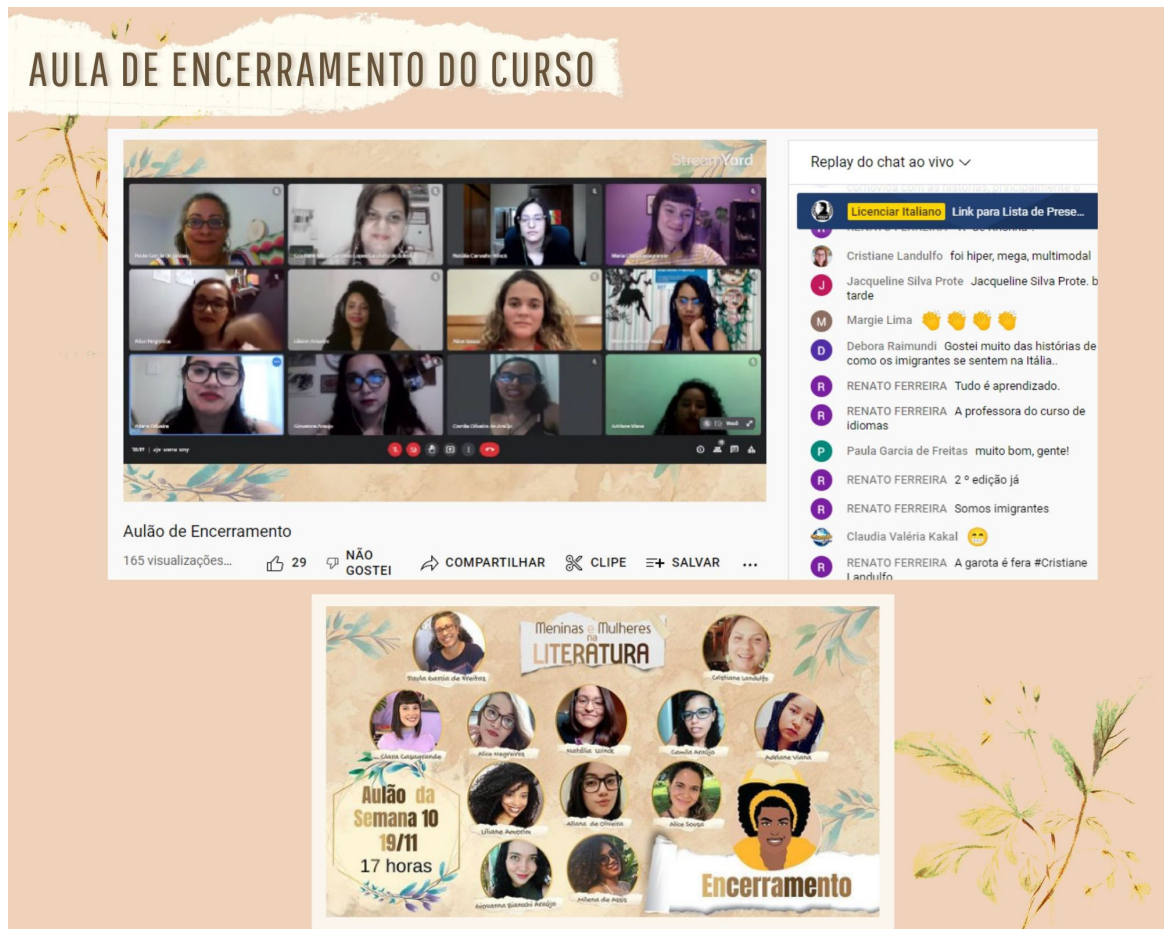 AULA DE ENCERRAMENTO DO CURSO
StreamYard
Aulão de Encerramento
165 visualizações...
29
NÃO
GOSTEI
COMPARTILHAR
CLIPE
SALVAR
...
Replay do chat ao vivo
Licenciar Italiano Link para Lista de Prese...
Cristiane Landulfo foi hiper, mega, multimodal
Jacqueline Silva Prote Jacqueline Silva Prote. b
tarde
Margie Lima 👏👏👏👏
Debora Raimundi Gostei muito das histórias de
como os imigrantes se sentem na Itália..
RENATO FERREIRA Tudo é aprendizado.
RENATO FERREIRA A professora do curso de
idiomas
Paula Garcia de Freitas muito bom, gente!
RENATO FERREIRA 2 º edição já
RENATO FERREIRA Somos imigrantes
Claudia Valéria Kakal 😁
RENATO FERREIRA A garota é fera #Cristiane
Landulfo
Meninas e Mulheres
na
LITERATURA
Paula Garcia de Freitas
Cristiane Landulfo
Clara Casagrande
Alice Negreiros
Nathália Winck
Camila Araújo
Adriane Viana
Aulão da
Semana 10
19/11
17 horas
Liliane Amorim
Allana de Oliveira
Alice Sousa
Giovanna Bianchi Araújo
Milena de Assis
Encerramento